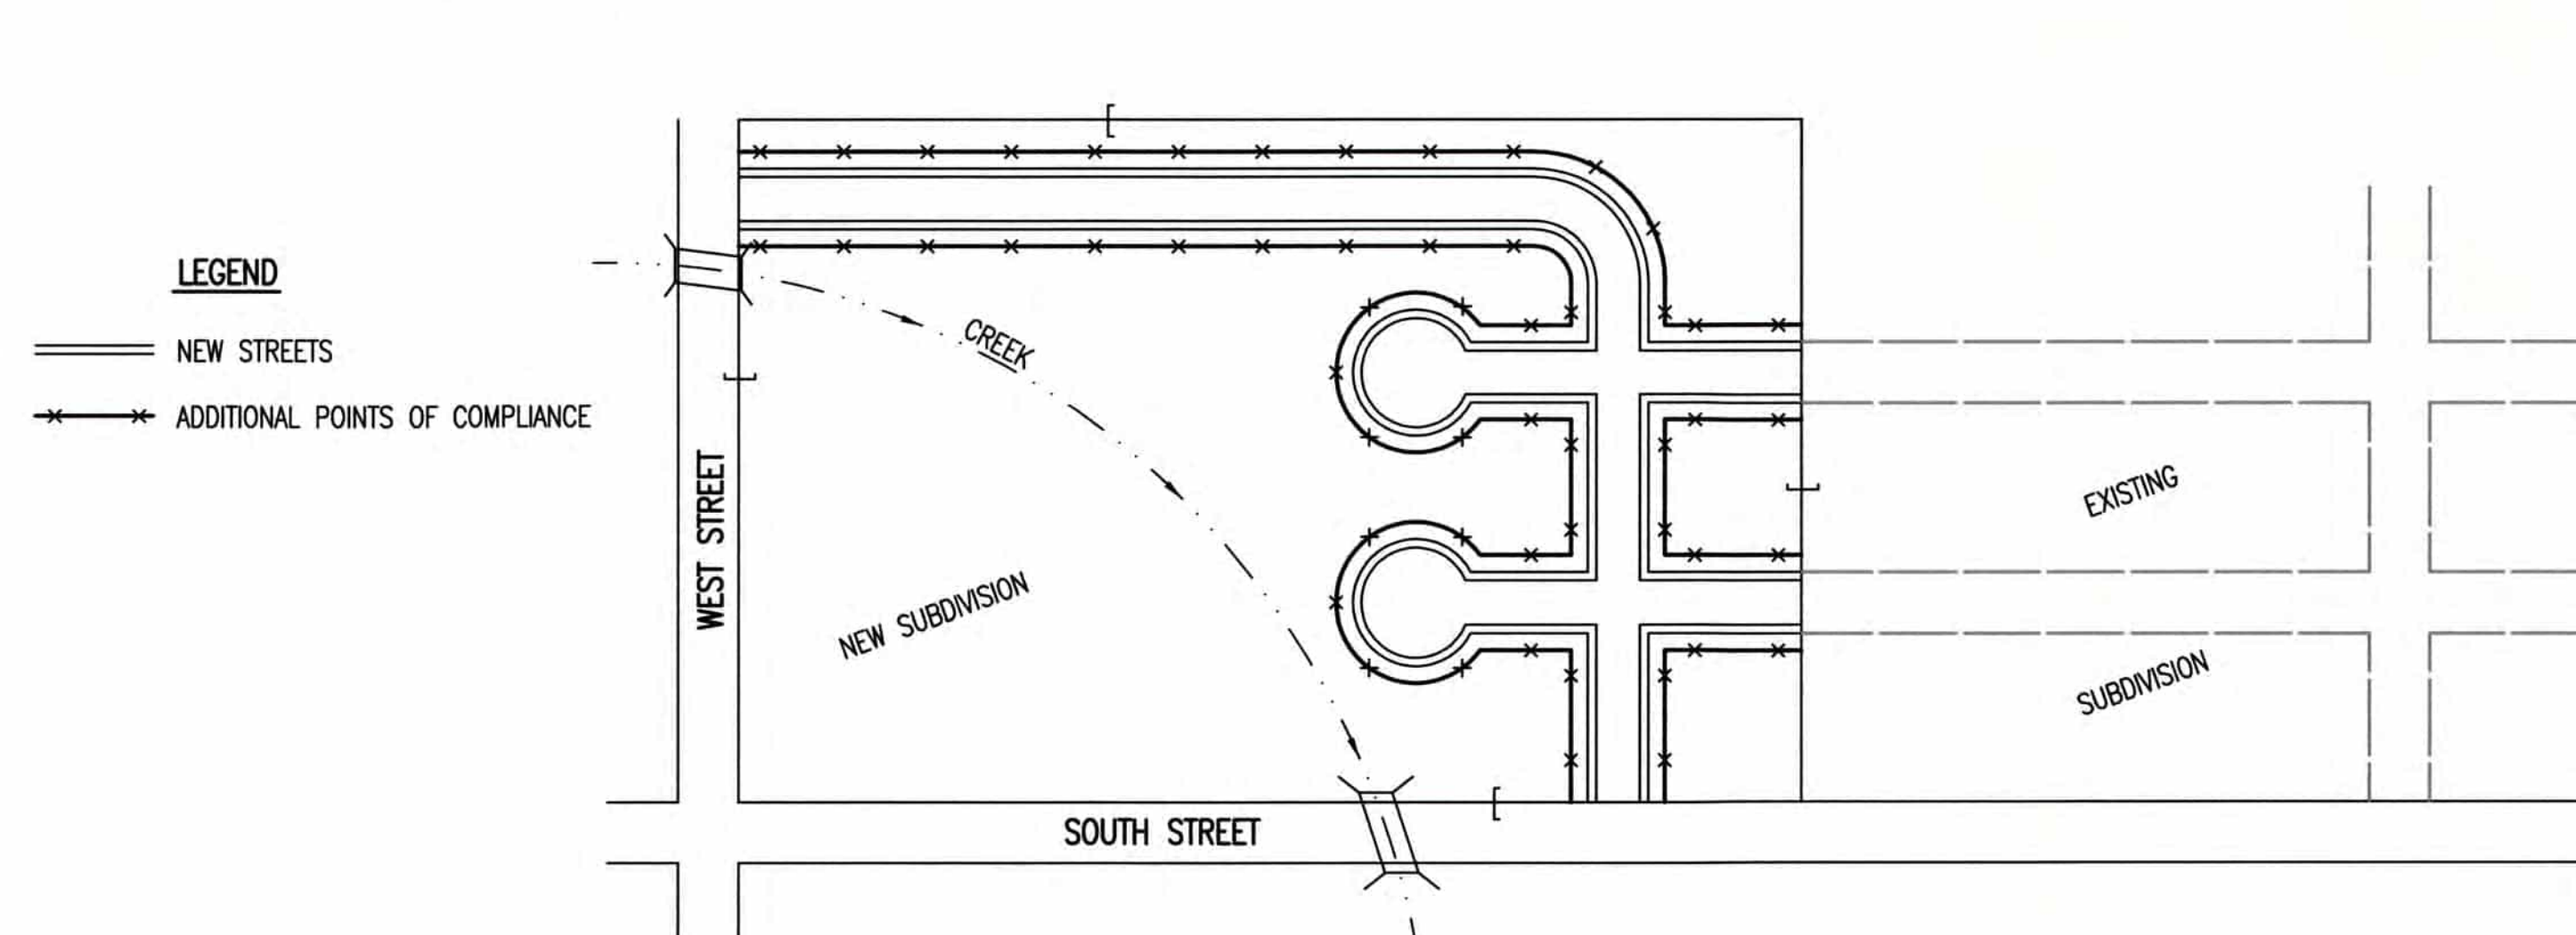 LEGEND
NEW STREETS
ADDITIONAL POINTS OF COMPLIANCE
WEST STREET
CREEK
NEW SUBDIVISION
SOUTH STREET
EXISTING
SUBDIVISION